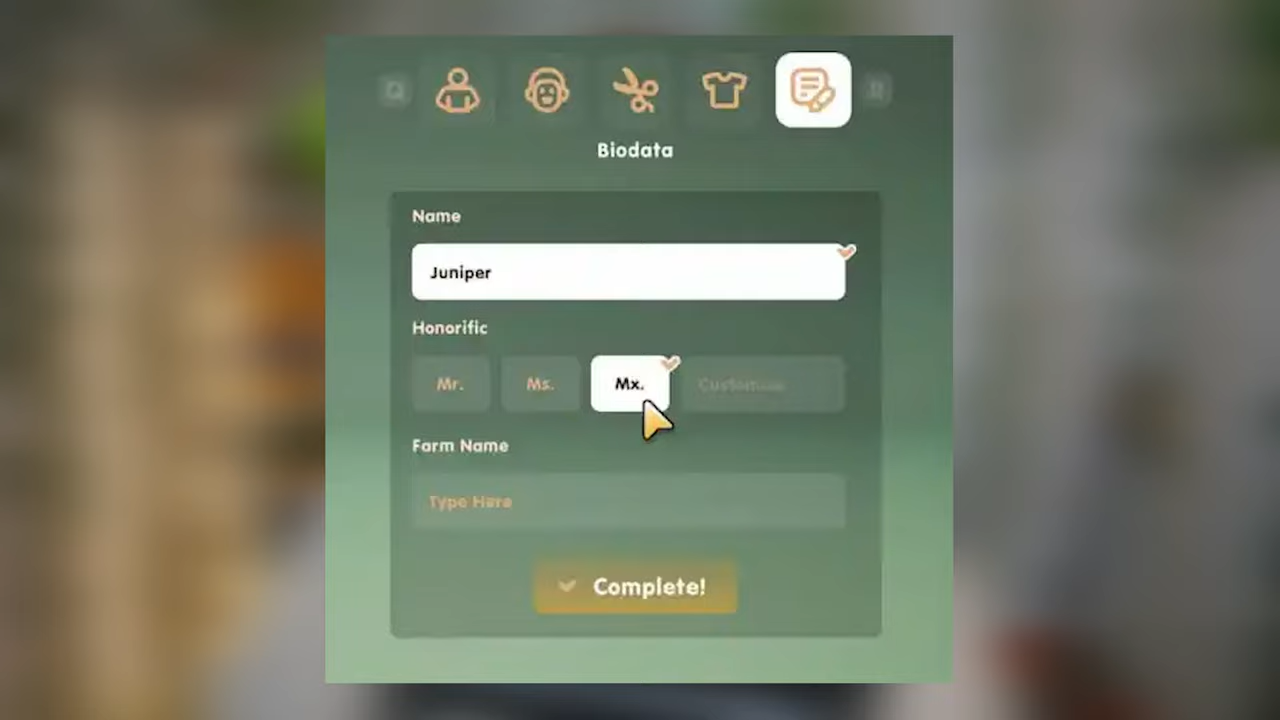 Biodata
Name
Juniper
Honorific
Mr.
Ms.
Mx.
Farm Name
Type Here
Complete!